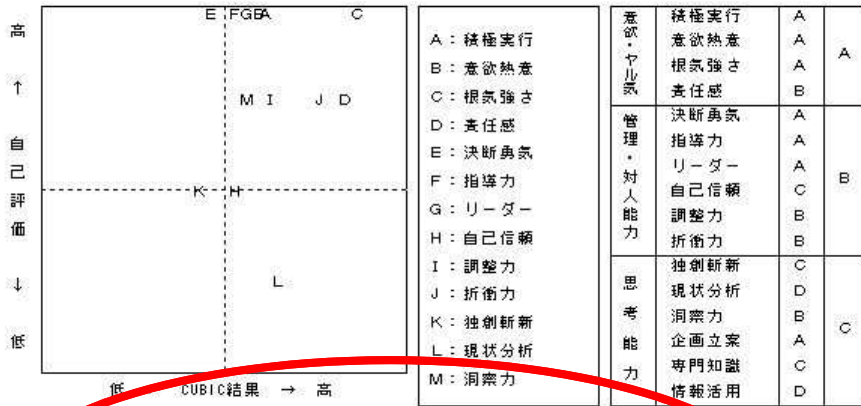 高
↑
自己評価
↓
低
E FGBA C
M I J D
K H
L
低 CUBIC結果 → 高
A:積極実行
B:意欲熱意
C:根気強さ
D:責任感
E:決断勇気
F:指導力
G:リーダー
H:自己信頼
I:調整力
J:折衝力
K:独創斬新
L:現状分析
M:洞察力
意欲・ヤル気
積極実行 A
意欲熱意 A
根気強さ A
責任感 B
A
管理・対人能力
決断勇気 A
指導力 A
リーダー A
自己信頼 C
調整力 B
折衝力 B
B
思考能力
独創斬新 C
現状分析 D
洞察力 B
企画立案 A
専門知識 C
情報活用 D
C